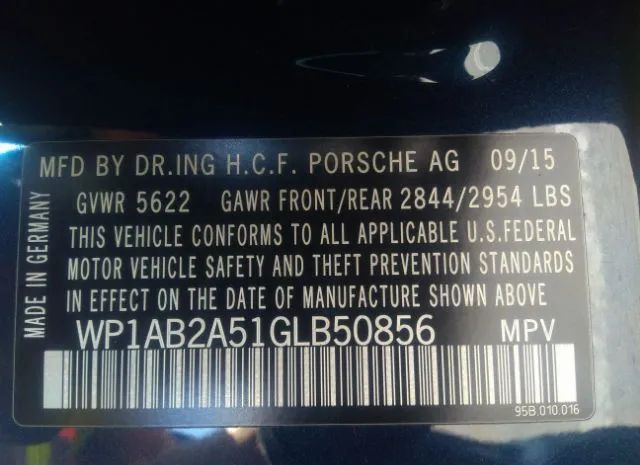 MFD BY DR.ING H.C.F. PORSCHE AG 09/15
GVWR 5622 GAWR FRONT/REAR 2844/2954 LBS
THIS VEHICLE CONFORMS TO ALL APPLICABLE U.S.FEDERAL
MOTOR VEHICLE SAFETY AND THEFT PREVENTION STANDARDS
IN EFFECT ON THE DATE OF MANUFACTURE SHOWN ABOVE
WP1AB2A51GLB50856 MPV
95B.010.016
MADE IN GERMANY